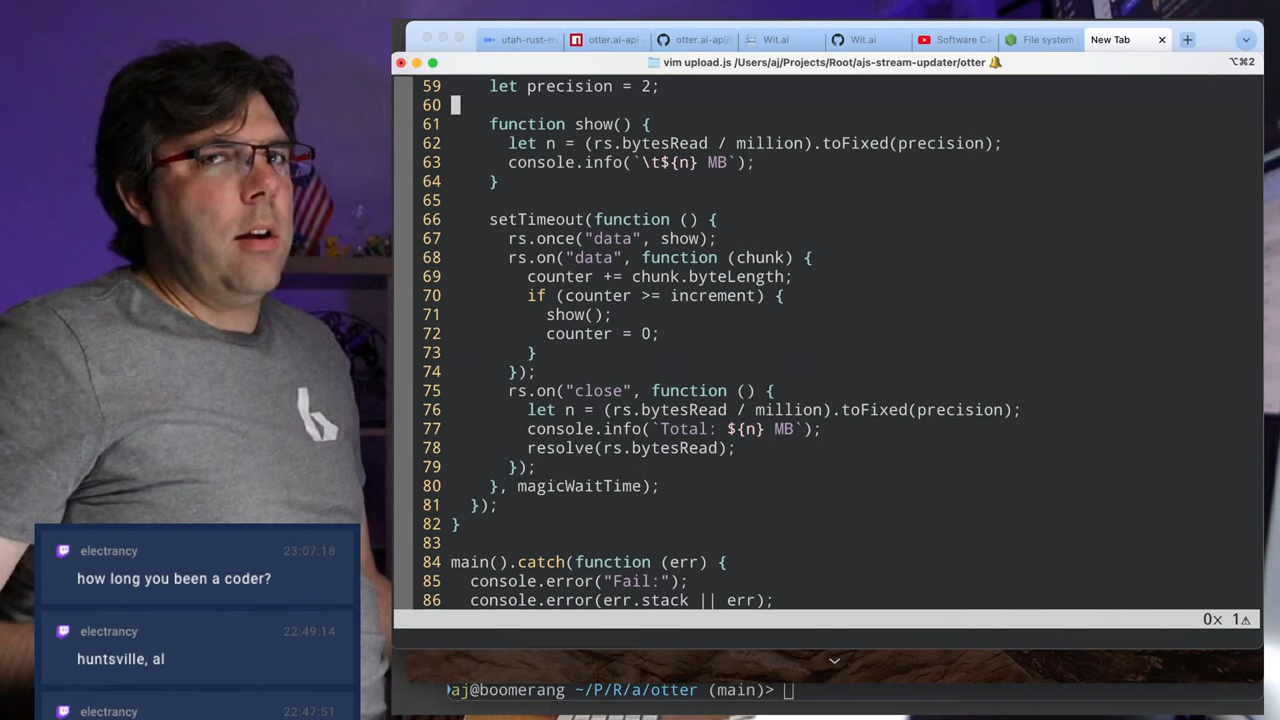 utah-rust-m
otter.ai-api
otter.ai-api/
Wit.ai
Wit.ai
Software Ca
File system
New Tab
vim upload.js /Users/aj/Projects/Root/ajs-stream-updater/otter 🔔
⌥⌘2
59 let precision = 2;
60
61 function show() {
62 let n = (rs.bytesRead / million).toFixed(precision);
63 console.info(`\t${n} MB`);
64 }
65
66 setTimeout(function () {
67 rs.once("data", show);
68 rs.on("data", function (chunk) {
69 counter += chunk.byteLength;
70 if (counter >= increment) {
71 show();
72 counter = 0;
73 }
74 });
75 rs.on("close", function () {
76 let n = (rs.bytesRead / million).toFixed(precision);
77 console.info(`Total: ${n} MB`);
78 resolve(rs.bytesRead);
79 });
80 }, magicWaitTime);
81 });
82 }
83
84 main().catch(function (err) {
85 console.error("Fail:");
86 console.error(err.stack || err);
0× 1⚠
aj@boomerang ~/P/R/a/otter (main)>
electrancy 23:07:18
how long you been a coder?
electrancy 22:49:14
huntsville, al
electrancy 22:47:51